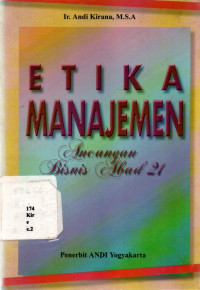 Ir. Andi Kirana, M.S.A
ETIKA
MANAJEMEN
Ancangan
Bisnis Abad 21
174
Kir
e
c.2
Penerbit ANDI Yogyakarta